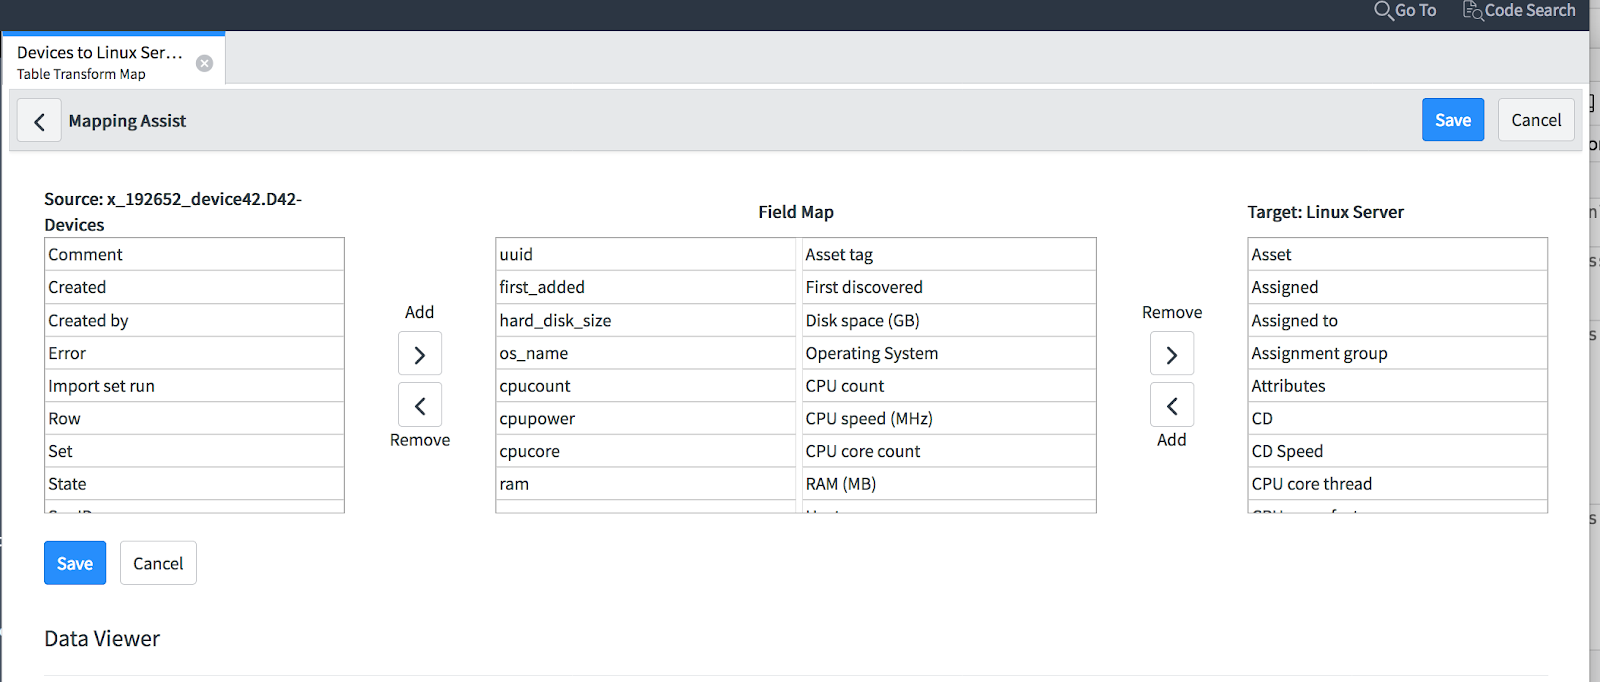 Go To
Code Search
Devices to Linux Ser...
Table Transform Map
Mapping Assist
Save
Cancel
Source: x_192652_device42.D42-
Devices
Field Map
Target: Linux Server
Comment
Created
Created by
Error
Import set run
Row
Set
State
Add
Remove
uuid Asset tag
first_added First discovered
hard_disk_size Disk space (GB)
os_name Operating System
cpucount CPU count
cpupower CPU speed (MHz)
cpucore CPU core count
ram RAM (MB)
Remove
Add
Asset
Assigned
Assigned to
Assignment group
Attributes
CD
CD Speed
CPU core thread
Save
Cancel
Data Viewer